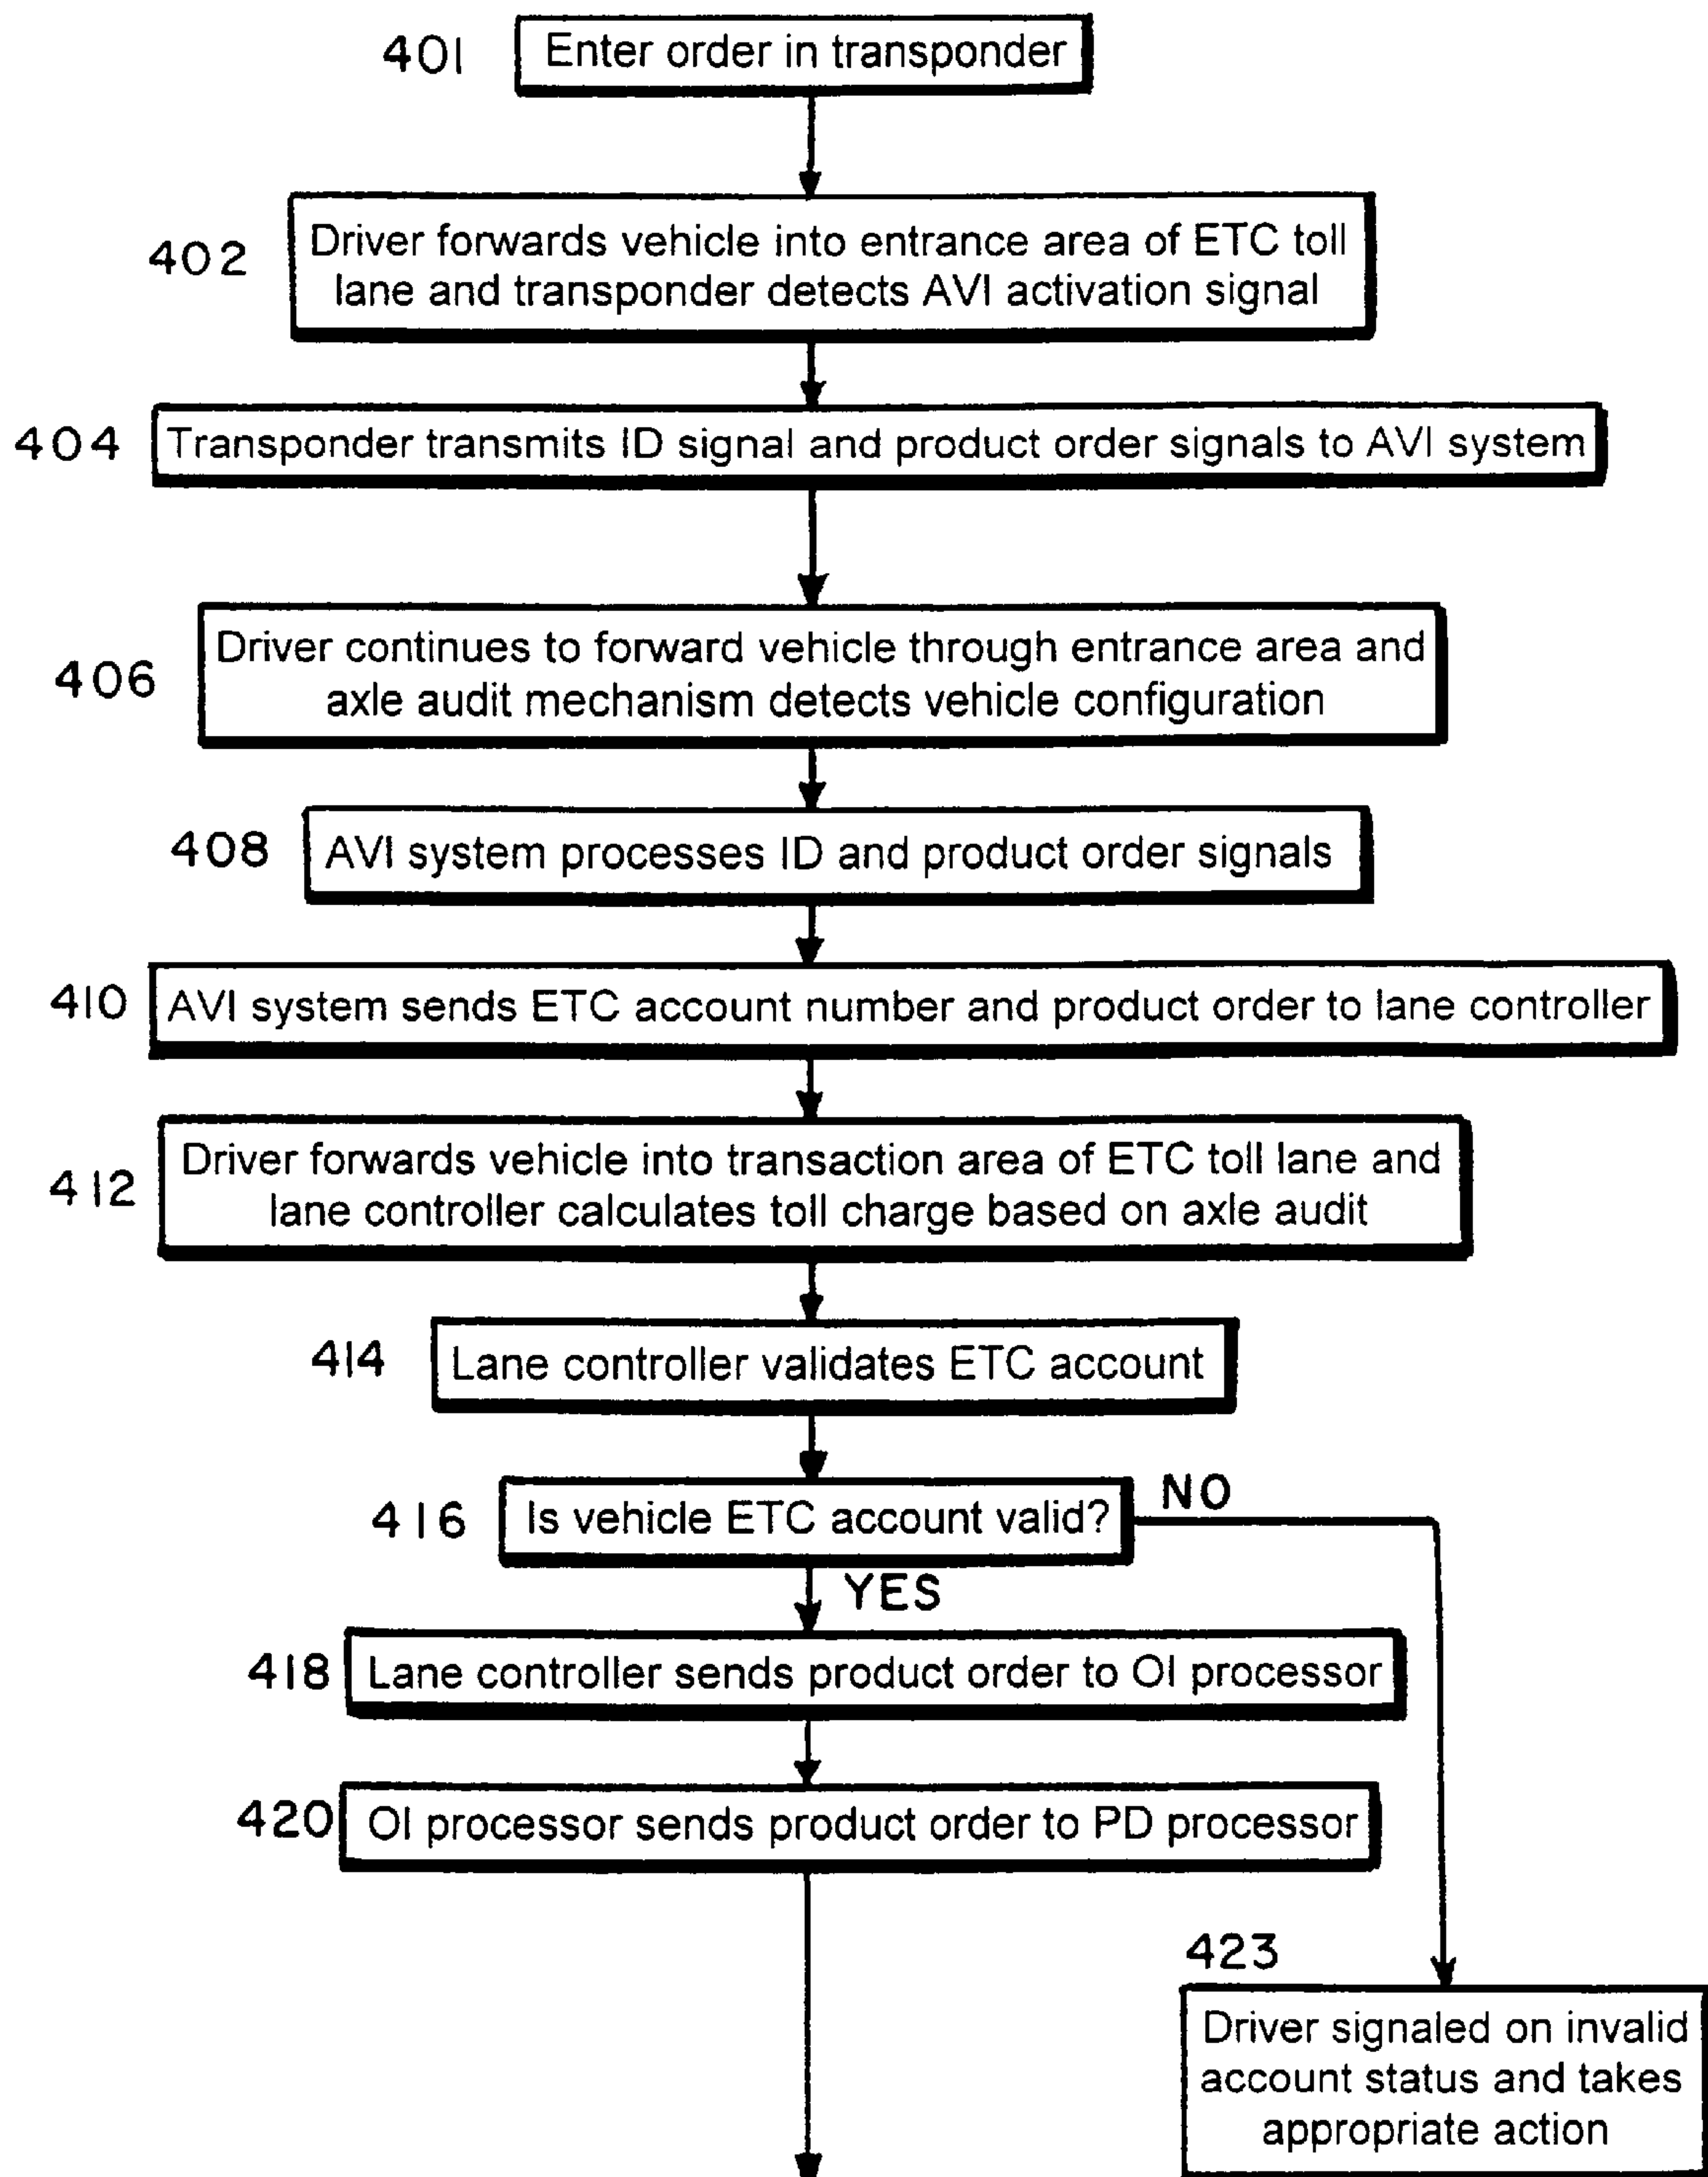 401
Enter order in transponder
402
Driver forwards vehicle into entrance area of ETC toll
lane and transponder detects AVI activation signal
404
Transponder transmits ID signal and product order signals to AVI system
406
Driver continues to forward vehicle through entrance area and
axle audit mechanism detects vehicle configuration
408
AVI system processes ID and product order signals
410
AVI system sends ETC account number and product order to lane controller
412
Driver forwards vehicle into transaction area of ETC toll lane and
lane controller calculates toll charge based on axle audit
414
Lane controller validates ETC account
416
Is vehicle ETC account valid?
NO
YES
418
Lane controller sends product order to OI processor
420
OI processor sends product order to PD processor
423
Driver signaled on invalid
account status and takes
appropriate action